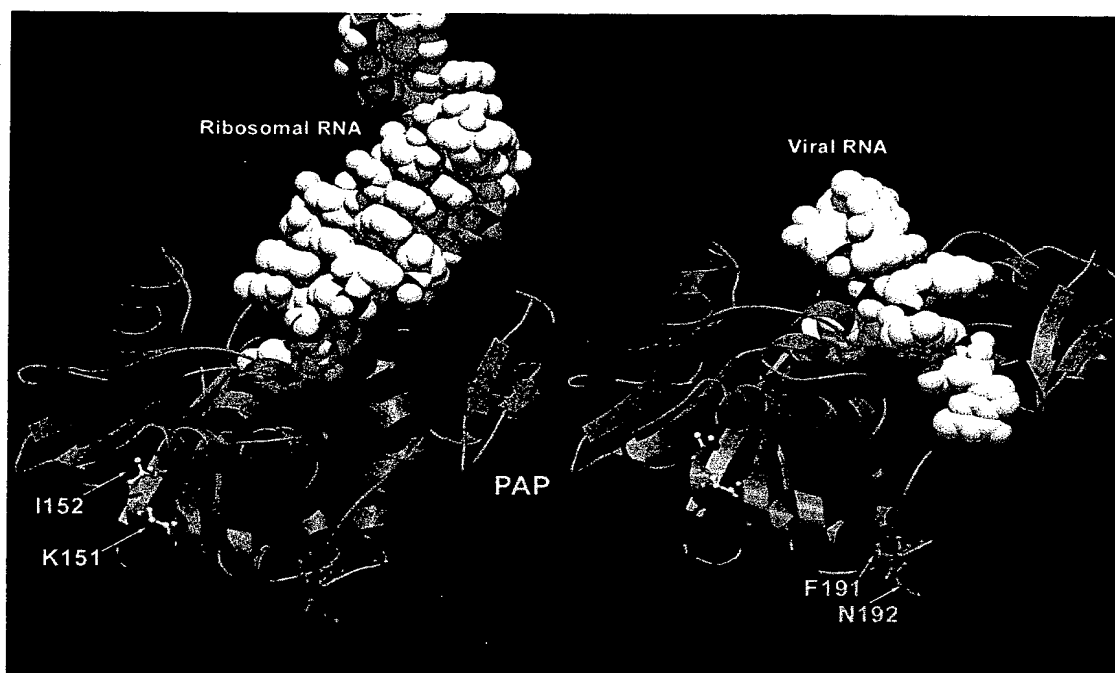 Ribosomal RNA
Viral RNA
I152
K151
PAP
F191
N192